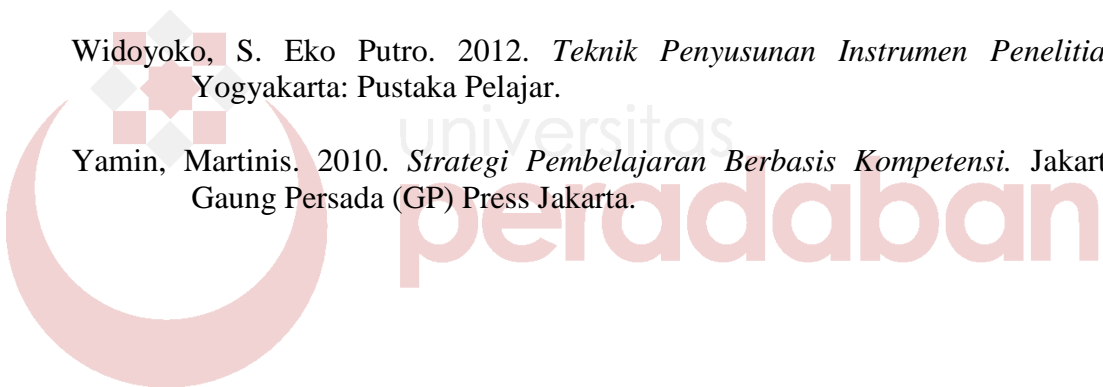 Widoyoko, S. Eko Putro. 2012. Teknik Penyusunan Instrumen Penelitia
Yogyakarta: Pustaka Pelajar.
universitas
Yamin, Martinis. 2010. Strategi Pembelajaran Berbasis Kompetensi. Jakart
Gaung Persada (GP) Press Jakarta.
peradaban